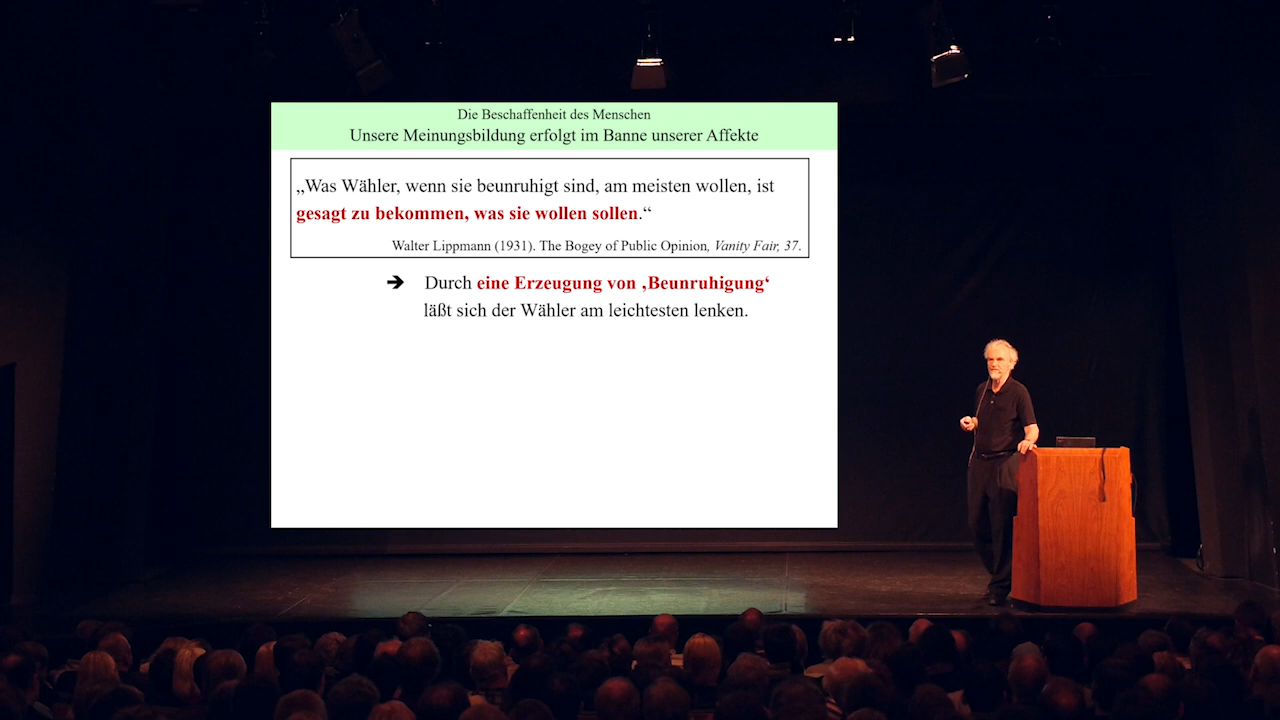 Die Beschaffenheit des Menschen
Unsere Meinungsbildung erfolgt im Banne unserer Affekte
„Was Wähler, wenn sie beunruhigt sind, am meisten wollen, ist
gesagt zu bekommen, was sie wollen sollen.“
Walter Lippmann (1931). The Bogey of Public Opinion, Vanity Fair, 37.
➔ Durch eine Erzeugung von ‚Beunruhigung‘
läßt sich der Wähler am leichtesten lenken.